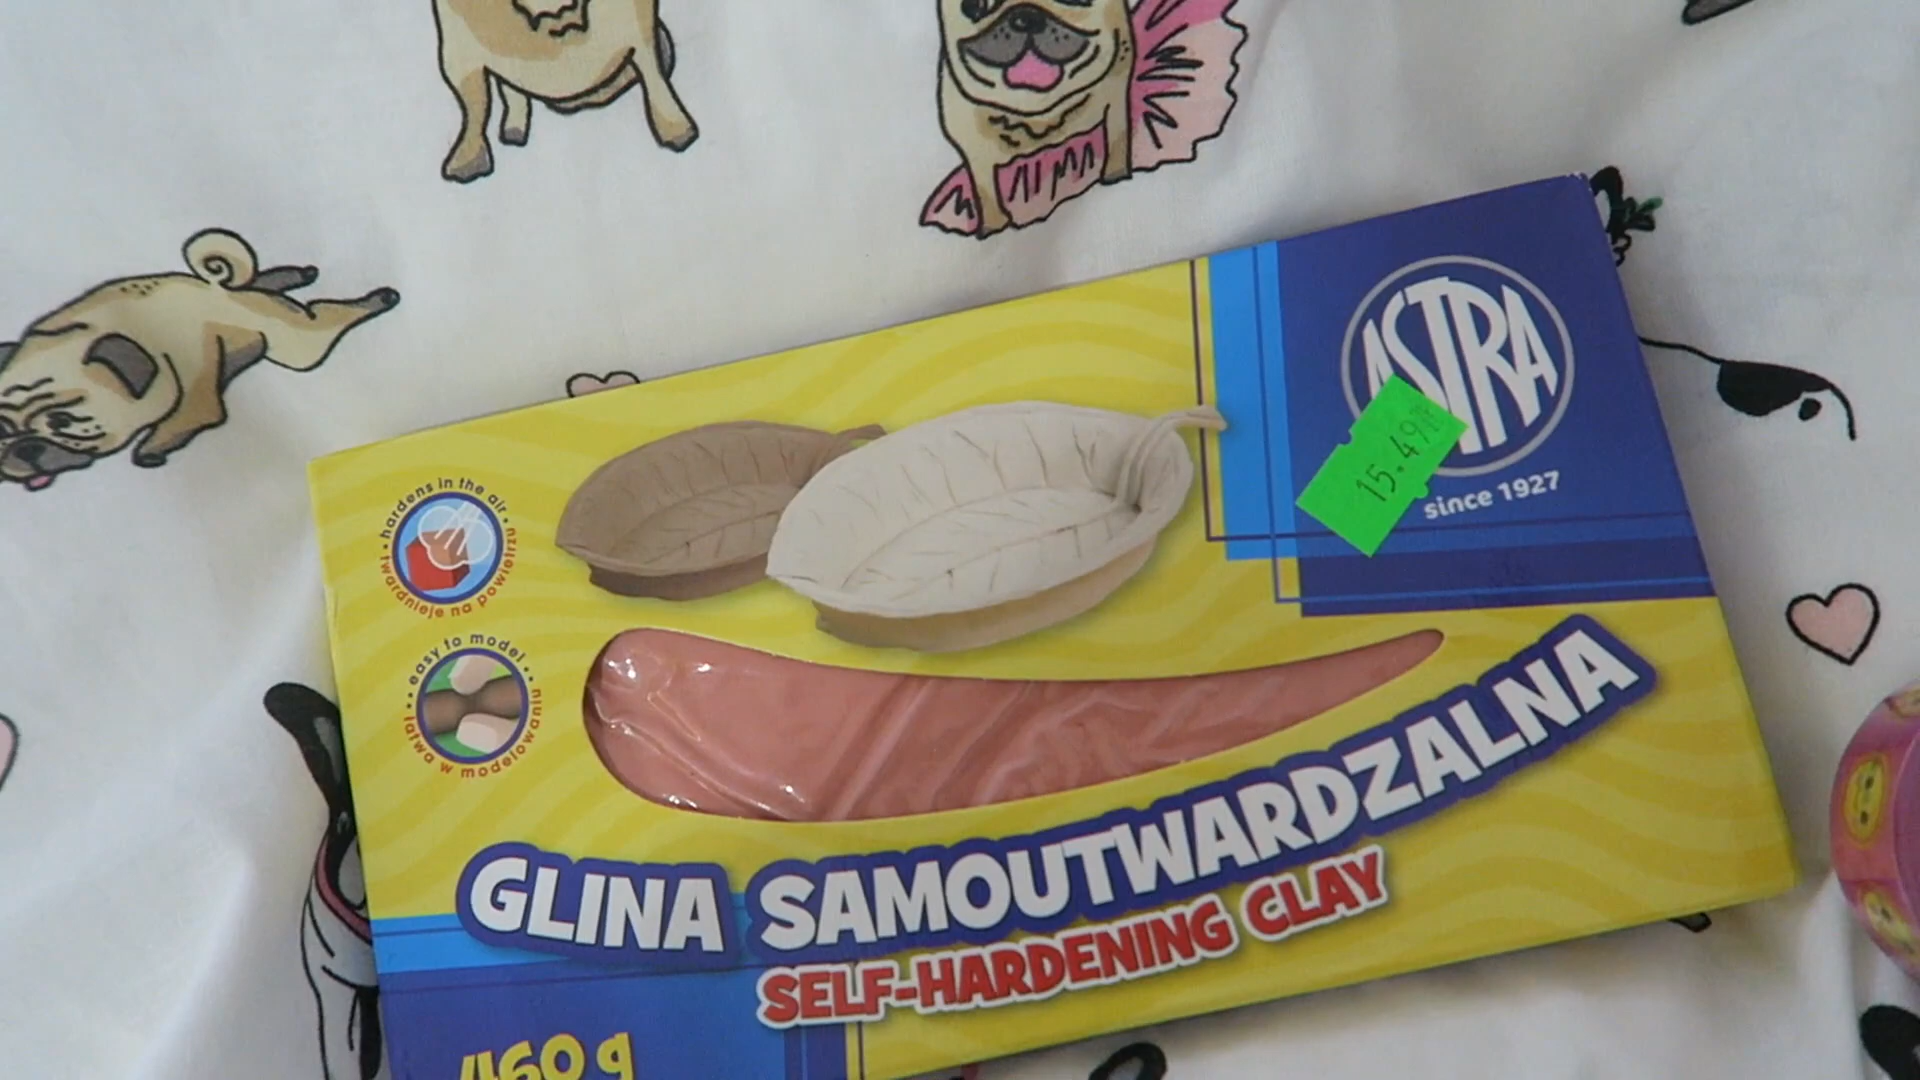 ASTRA
since 1927
15.49
• hardens in the air •
twardnieje na powietrzu
• easy to model •
łatwa w modelowaniu
GLINA SAMOUTWARDZALNA
SELF-HARDENING CLAY
460 g